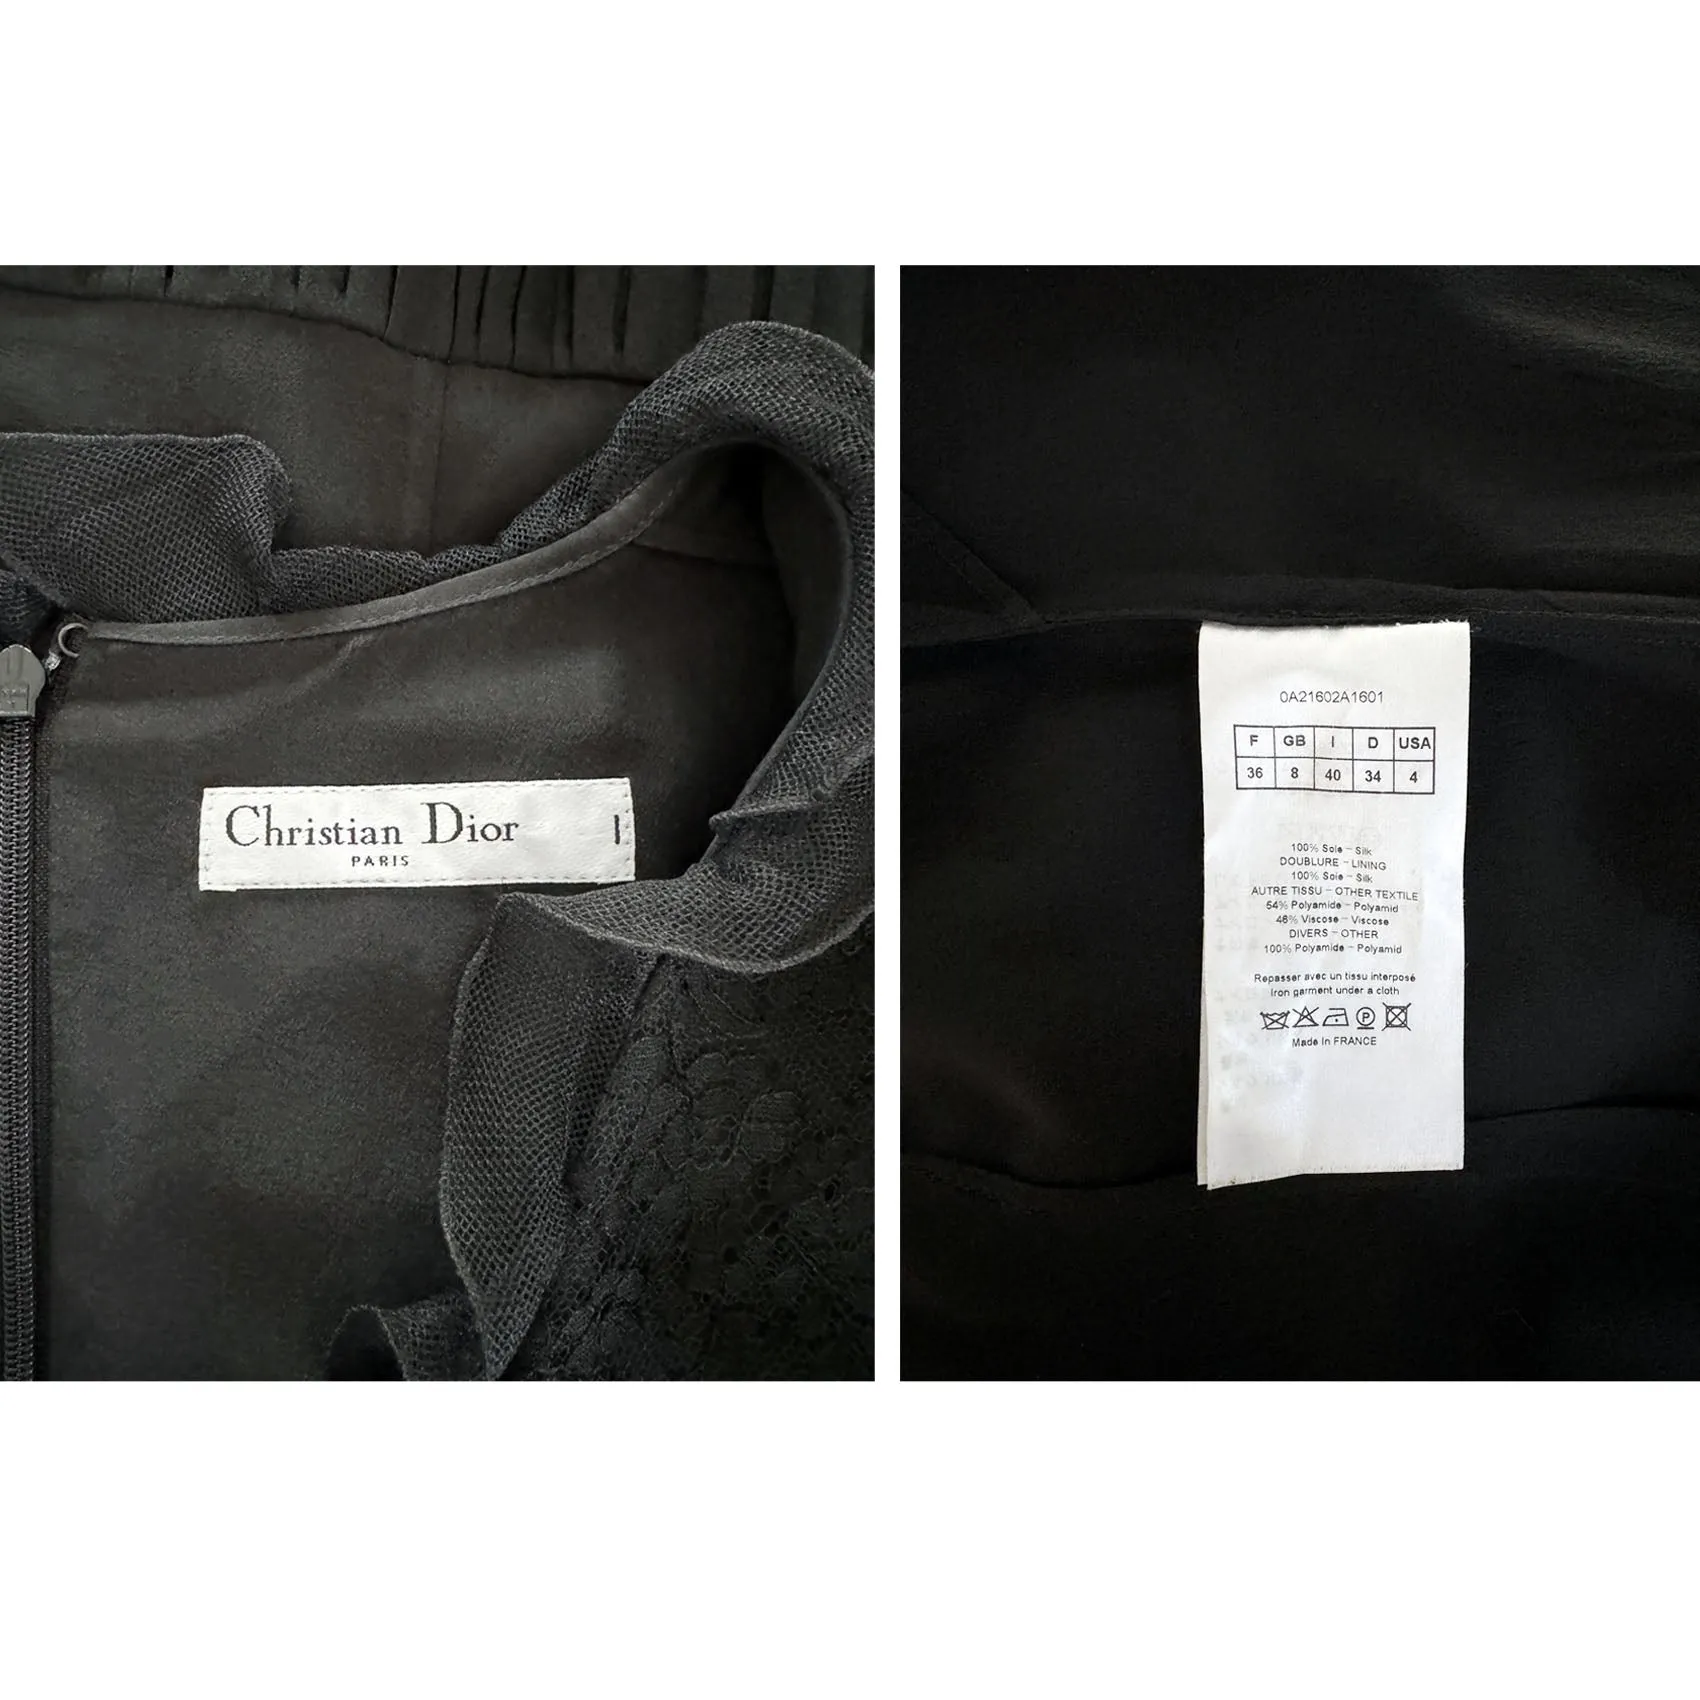 Christian Dior
PARIS
0A21602A1601
F GB I D USA
36 8 40 34 4
100% Soie - Silk
DOUBLURE - LINING
100% Soie - Silk
AUTRE TISSU - OTHER TEXTILE
54% Polyamide - Polyamid
46% Viscose - Viscose
DIVERS - OTHER
100% Polyamide - Polyamid
Repasser avec un tissu interposé
Iron garment under a cloth
P
Made in FRANCE